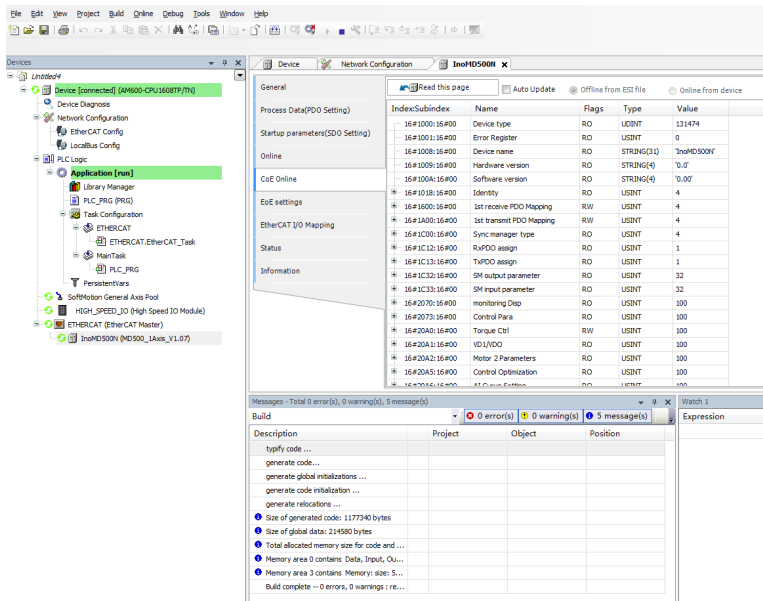 File Edit View Project Build Online Debug Tools Window Help
Devices
Untitled4
Device [connected] (AM600-CPU1608TP/TN)
Device Diagnosis
Network Configuration
EtherCAT Config
LocalBus Config
PLC Logic
Application [run]
Library Manager
PLC_PRG (PRG)
Task Configuration
ETHERCAT
ETHERCAT.EtherCAT_Task
MainTask
PLC_PRG
PersistentVars
SoftMotion General Axis Pool
HIGH_SPEED_IO (High Speed IO Module)
ETHERCAT (EtherCAT Master)
InoMD500N (MD500_1Axis_V1.07)
Device Network Configuration InoMD500N
General
Process Data(PDO Setting)
Startup parameters(SDO Setting)
Online
CoE Online
EoE settings
EtherCAT I/O Mapping
Status
Information
Read this page Auto Update Offline from ESI file Online from device
Index:Subindex Name Flags Type Value
16#1000:16#00 Device type RO UDINT 131474
16#1001:16#00 Error Register RO USINT 0
16#1008:16#00 Device name RO STRING(31) 'InoMD500N'
16#1009:16#00 Hardware version RO STRING(4) '0.0'
16#100A:16#00 Software version RO STRING(4) '0.00'
16#1018:16#00 Identity RO USINT 4
16#1600:16#00 1st receive PDO Mapping RW USINT 4
16#1A00:16#00 1st transmit PDO Mapping RW USINT 4
16#1C00:16#00 Sync manager type RO USINT 4
16#1C12:16#00 RxPDO assign RO USINT 1
16#1C13:16#00 TxPDO assign RO USINT 1
16#1C32:16#00 SM output parameter RO USINT 32
16#1C33:16#00 SM input parameter RO USINT 32
16#2070:16#00 monitoring Disp RO USINT 100
16#2073:16#00 Control Para RO USINT 100
16#20A0:16#00 Torque Ctrl RW USINT 100
16#20A1:16#00 VD1/VDO RO USINT 100
16#20A2:16#00 Motor 2 Parameters RO USINT 100
16#20A5:16#00 Control Optimization RO USINT 100
16#20A6:16#00 AI Curve Setting RO USINT 100
Messages - Total 0 error(s), 0 warning(s), 5 message(s)
Build 0 error(s) 0 warning(s) 5 message(s)
Description Project Object Position
typify code ...
generate code...
generate global initializations ...
generate code initialization ...
generate relocations ...
Size of generated code: 1177340 bytes
Size of global data: 214580 bytes
Total allocated memory size for code and ...
Memory area 0 contains Data, Input, Ou...
Memory area 3 contains Memory: size: 5...
Build complete -- 0 errors, 0 warnings : re...
Watch 1
Expression